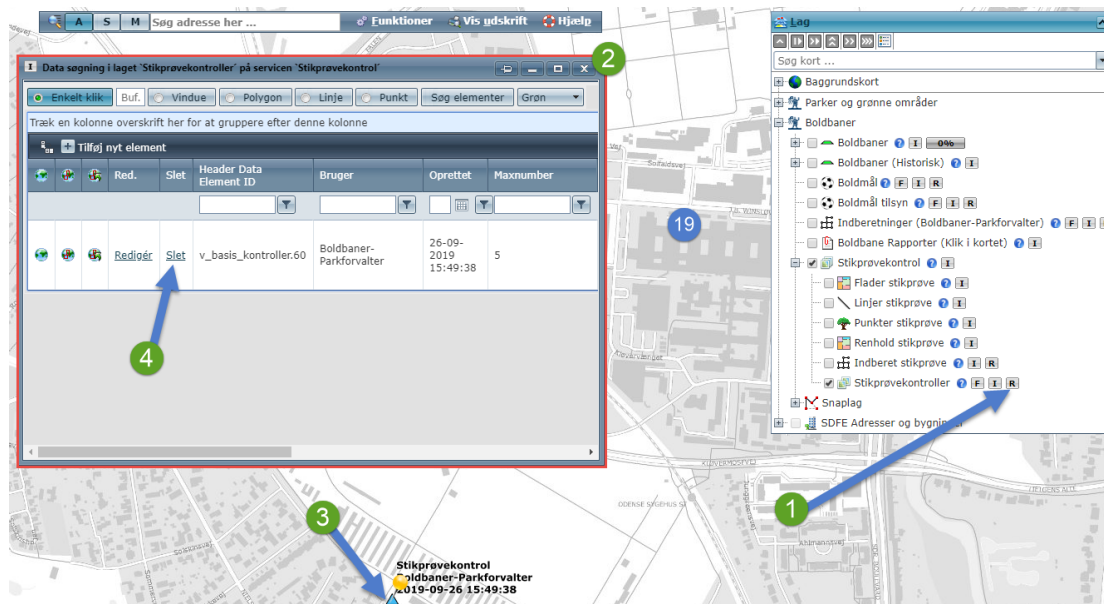 A S M Søg adresse her ... Funktioner Vis udskrift Hjælp
I Data søgning i laget `Stikprøvekontroller` på servicen `Stikprøvekontrol`
2
Enkelt klik Buf. Vindue Polygon Linje Punkt Søg elementer Grøn
Træk en kolonne overskrift her for at gruppere efter denne kolonne
Tilføj nyt element
Red. Slet Header Data Element ID Bruger Oprettet Maxnumber
Redigér Slet v_basis_kontroller.60 Boldbaner-Parkforvalter 26-09-2019 15:49:38 5
4
Lag
Søg kort ...
Baggrundskort
Parker og grønne områder
Boldbaner
Boldbaner ? I 0%
Boldbaner (Historisk) ? I
Boldmål ? F I R
Boldmål tilsyn ? F I R
Indberetninger (Boldbaner-Parkforvalter) ? F I
Boldbane Rapporter (Klik i kortet) ? I
Stikprøvekontrol ? I
Flader stikprøve ? I
Linjer stikprøve ? I
Punkter stikprøve ? I
Renhold stikprøve ? I
Indberet stikprøve ? I R
Stikprøvekontroller ? F I R
Snaplag
SDFE Adresser og bygninger
19
1
3
ODENSE SYGEHUS ST
Ahlmannsvej
Stikprøvekontrol
Boldbaner-Parkforvalter
2019-09-26 15:49:38